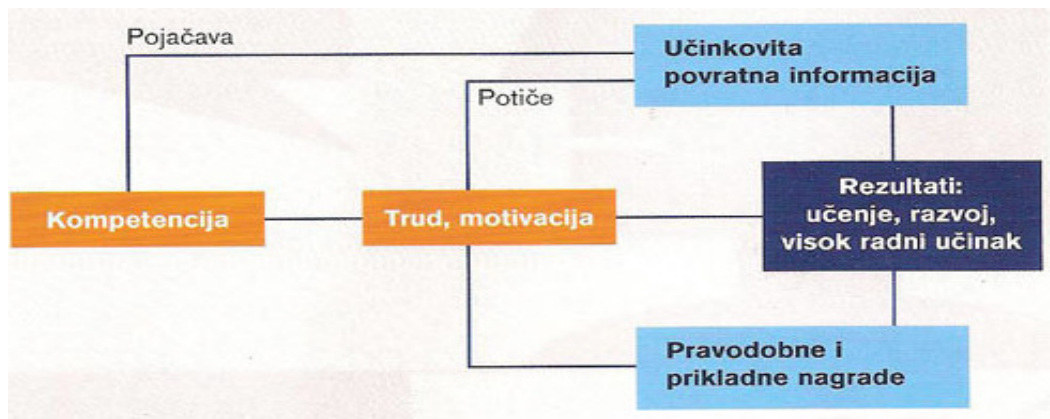 Pojačava
Učinkovita
povratna informacija
Potiče
Kompetencija
Trud, motivacija
Rezultati:
učenje, razvoj,
visok radni učinak
Pravodobne i
prikladne nagrade